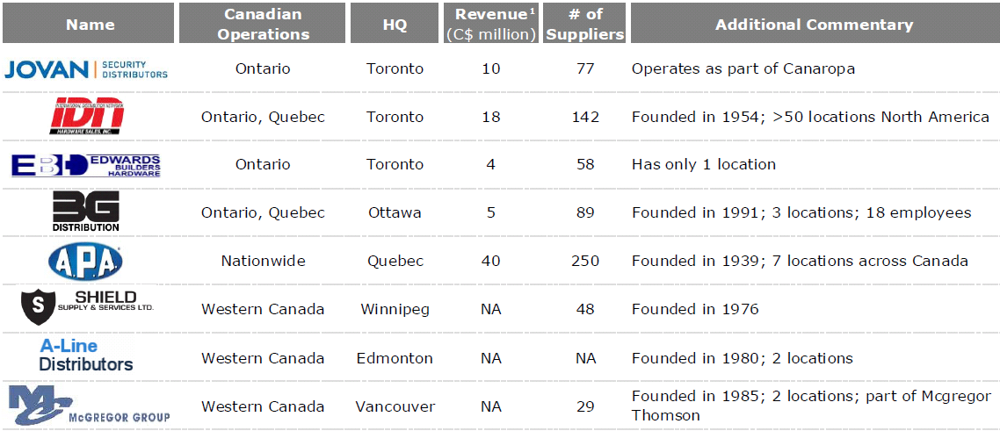 Name Canadian Operations HQ Revenue¹ (C$ million) # of Suppliers Additional Commentary
JOVAN | SECURITY DISTRIBUTORS Ontario Toronto 10 77 Operates as part of Canaropa
INTERNATIONAL DISTRIBUTION NETWORK IDN HARDWARE SALES, INC. Ontario, Quebec Toronto 18 142 Founded in 1954; >50 locations North America
EBH EDWARDS BUILDERS HARDWARE Ontario Toronto 4 58 Has only 1 location
BG DISTRIBUTION Ontario, Quebec Ottawa 5 89 Founded in 1991; 3 locations; 18 employees
A.P.A. Nationwide Quebec 40 250 Founded in 1939; 7 locations across Canada
S SHIELD SUPPLY & SERVICES LTD. Western Canada Winnipeg NA 48 Founded in 1976
A-Line Distributors Western Canada Edmonton NA NA Founded in 1980; 2 locations
MG McGREGOR GROUP Western Canada Vancouver NA 29 Founded in 1985; 2 locations; part of Mcgregor Thomson